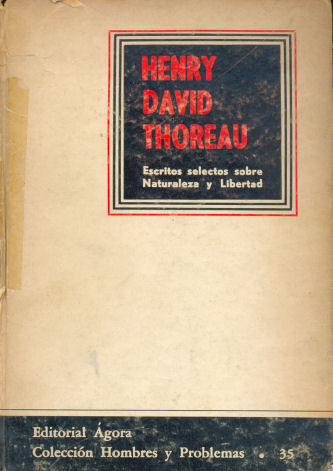 HENRY
DAVID
THOREAU
Escritos selectos sobre
Naturaleza y Libertad
Editorial Ágora
Colección Hombres y Problemas • 35